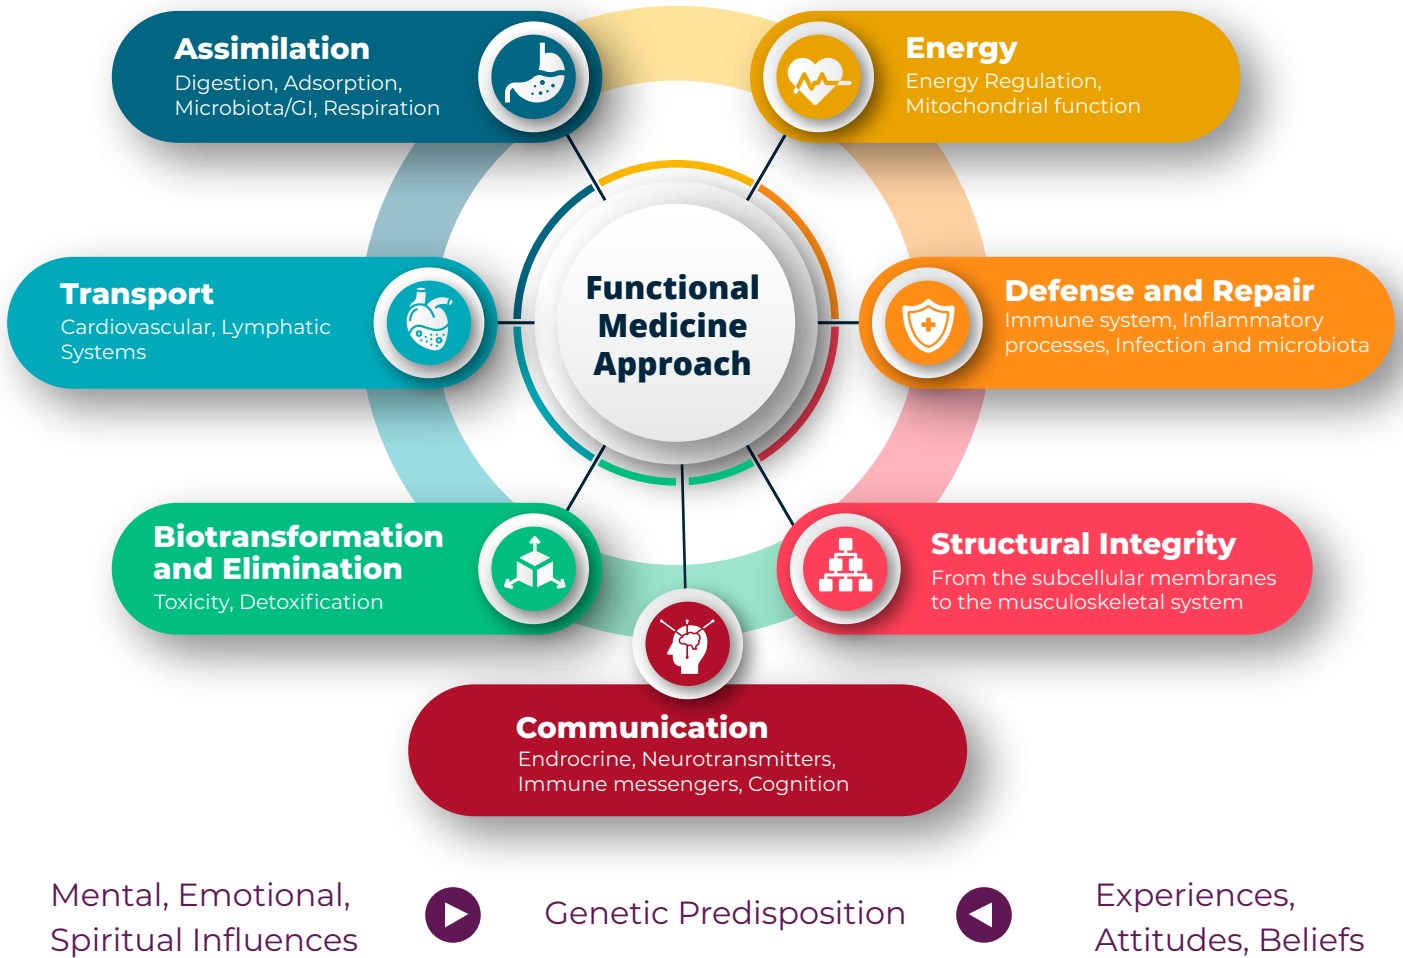 Assimilation
Digestion, Adsorption,
Microbiota/GI, Respiration
Energy
Energy Regulation,
Mitochondrial function
Transport
Cardiovascular, Lymphatic
Systems
Functional
Medicine
Approach
Defense and Repair
Immune system, Inflammatory
processes, Infection and microbiota
Biotransformation
and Elimination
Toxicity, Detoxification
Structural Integrity
From the subcellular membranes
to the musculoskeletal system
Communication
Endocrine, Neurotransmitters,
Immune messengers, Cognition
Mental, Emotional,
Spiritual Influences
Genetic Predisposition
Experiences,
Attitudes, Beliefs